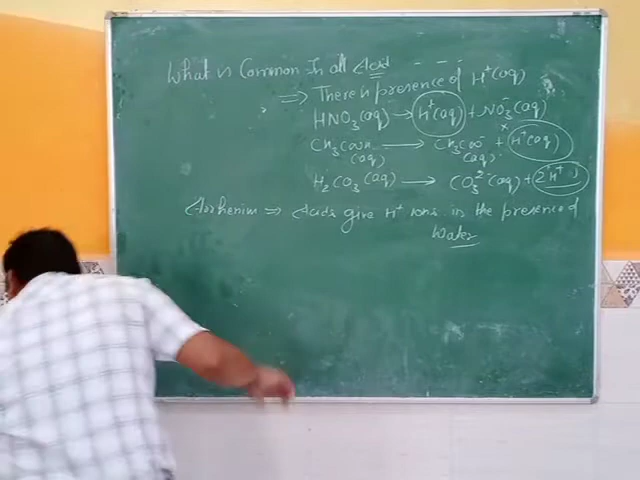 What is Common In all Acid - - -
⇒ There is presence of H⁺(aq)
HNO₃(aq) → H⁺(aq) + NO₃⁻(aq)
CH₃COOH (aq) → CH₃COO⁻ (aq) + H⁺(aq)
H₂CO₃(aq) → CO₃²⁻(aq) + 2H⁺
⇒ Acids give H⁺ ions in the presence of
Water